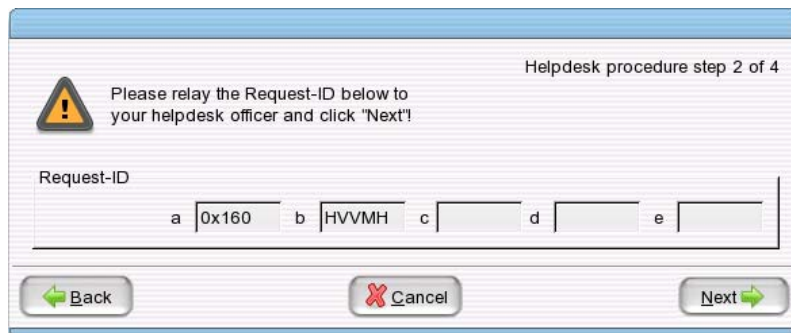 Helpdesk procedure step 2 of 4
Please relay the Request-ID below to
your helpdesk officer and click "Next"!
Request-ID
a 0x160 b HVVMH c d e
Back Cancel Next